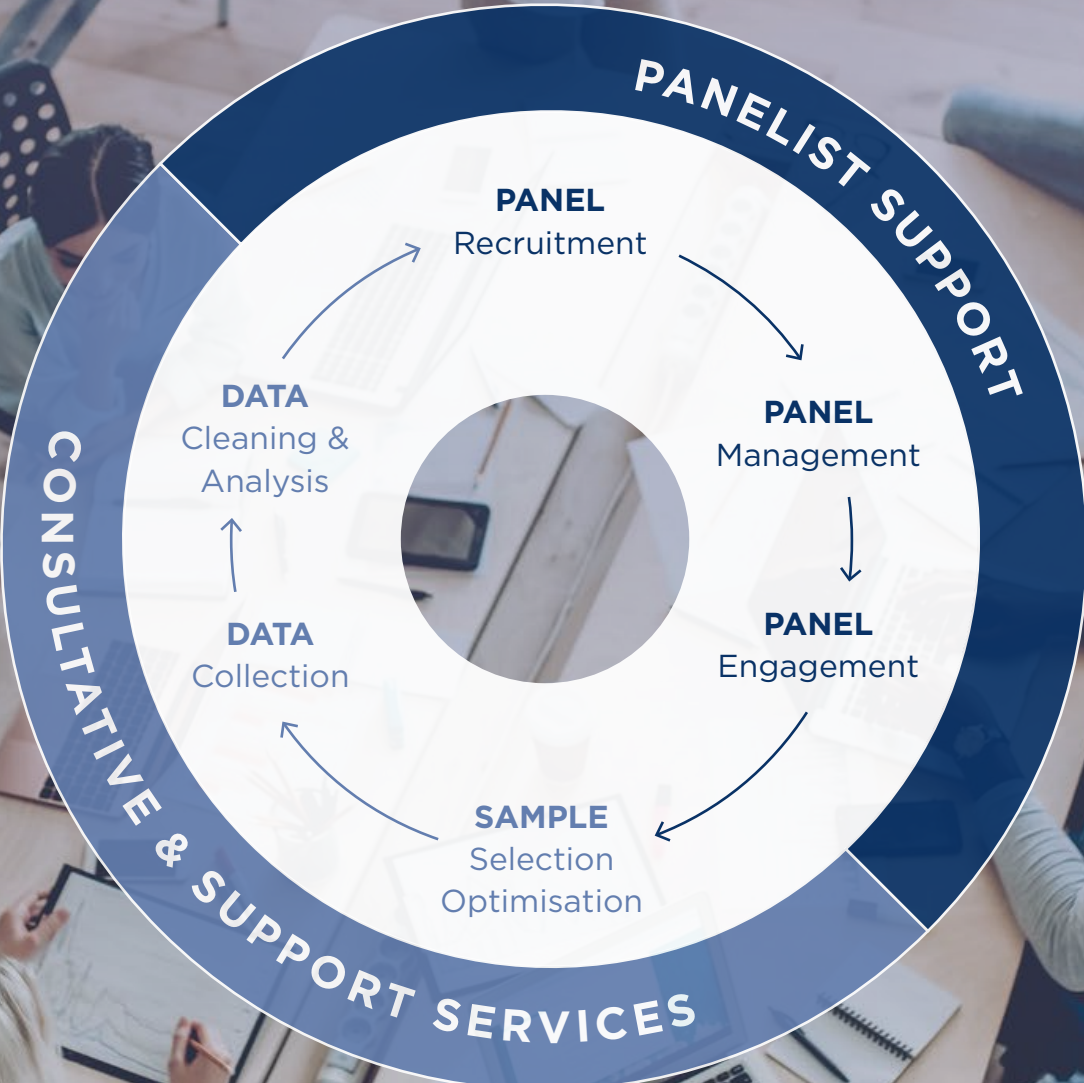 PANELIST SUPPORT
PANEL
Recruitment
PANEL
Management
PANEL
Engagement
SAMPLE
Selection
Optimisation
DATA
Collection
DATA
Cleaning &
Analysis
CONSULTATIVE & SUPPORT SERVICES